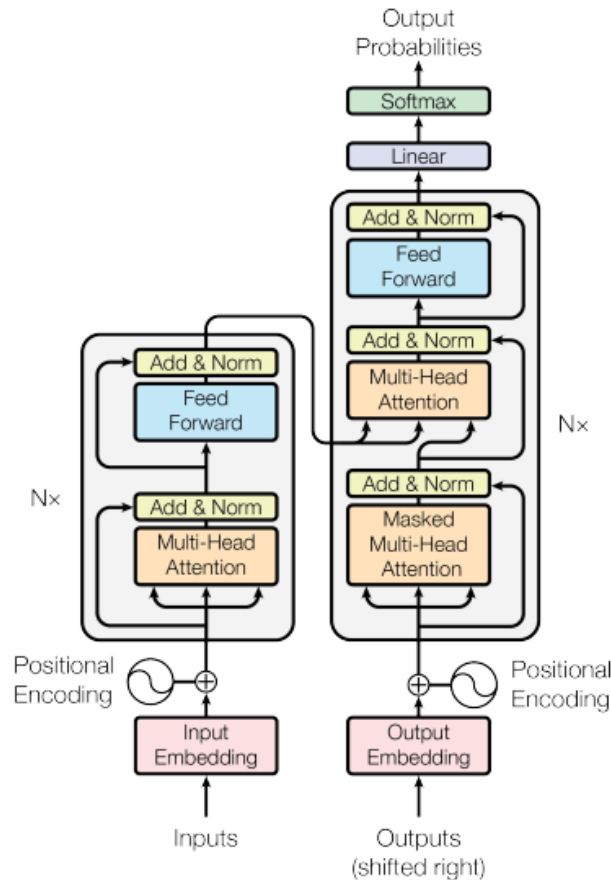 Output
Probabilities
Softmax
Linear
Add & Norm
Feed
Forward
Add & Norm
Multi-Head
Attention
Add & Norm
Masked
Multi-Head
Attention
N×
Add & Norm
Feed
Forward
Add & Norm
Multi-Head
Attention
N×
Positional
Encoding
Positional
Encoding
Input
Embedding
Output
Embedding
Inputs
Outputs
(shifted right)